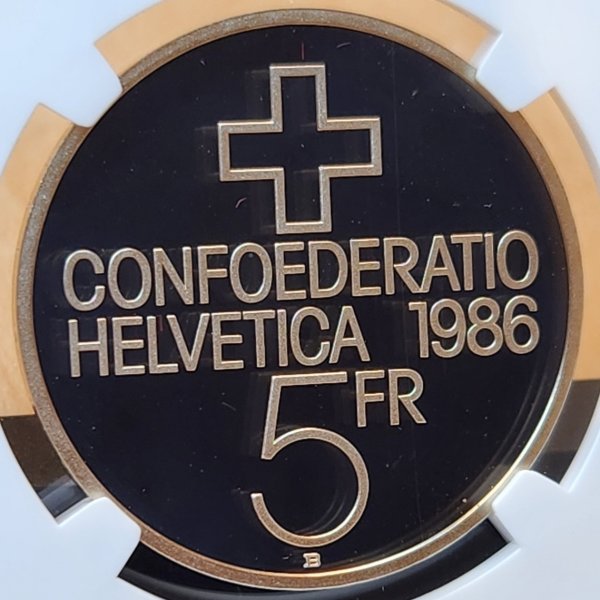 CONFOEDERATIO
HELVETICA 1986
5 FR
B